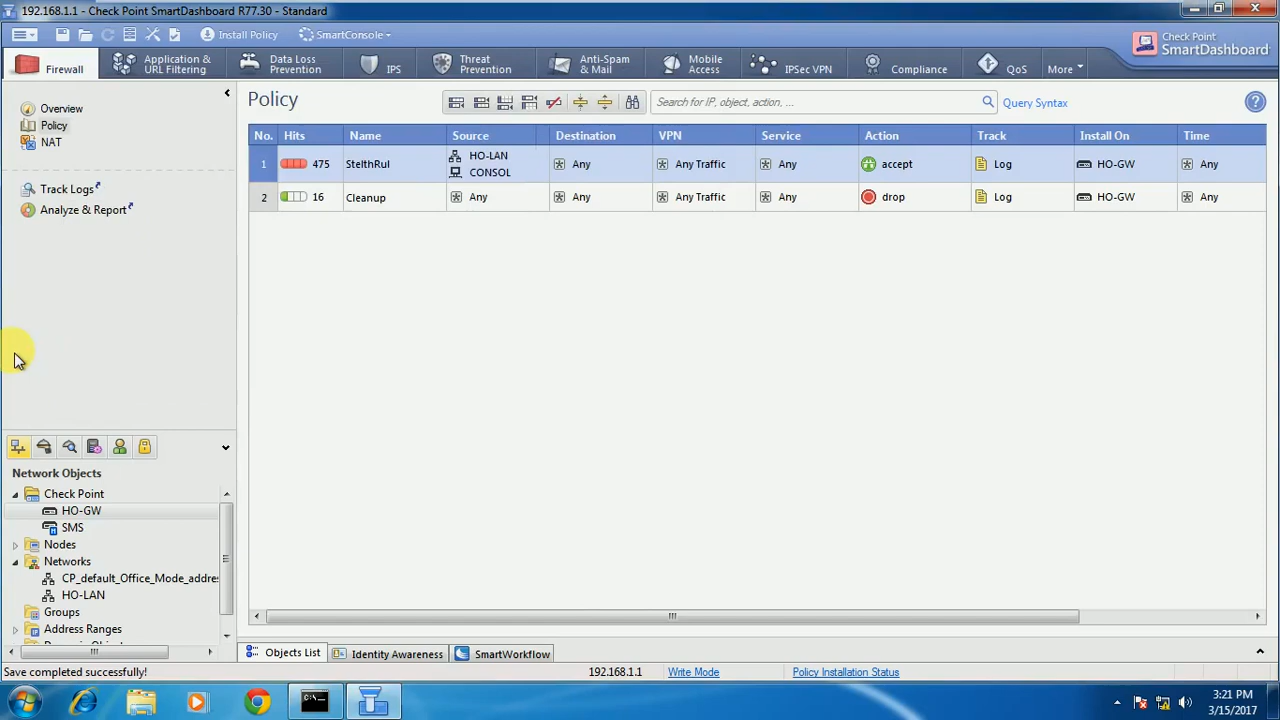 192.168.1.1 - Check Point SmartDashboard R77.30 - Standard
Install Policy
SmartConsole
Check Point
SmartDashboard
Firewall
Application &
URL Filtering
Data Loss
Prevention
IPS
Threat
Prevention
Anti-Spam
& Mail
Mobile
Access
IPSec VPN
Compliance
QoS
More
Overview
Policy
NAT
Track Logs
Analyze & Report
Policy
Search for IP, object, action, ...
Query Syntax
No. Hits Name Source Destination VPN Service Action Track Install On Time
1 475 StelthRul HO-LAN Any Any Traffic Any accept Log HO-GW Any
CONSOL
2 16 Cleanup Any Any Any Traffic Any drop Log HO-GW Any
Network Objects
Check Point
HO-GW
SMS
Nodes
Networks
CP_default_Office_Mode_addre
HO-LAN
Groups
Address Ranges
Objects List
Identity Awareness
SmartWorkflow
Save completed successfully!
192.168.1.1
Write Mode
Policy Installation Status
3:21 PM
3/15/2017